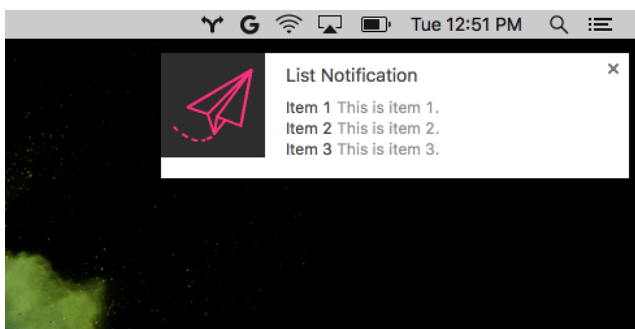 G Tue 12:51 PM
List Notification
Item 1 This is item 1.
Item 2 This is item 2.
Item 3 This is item 3.